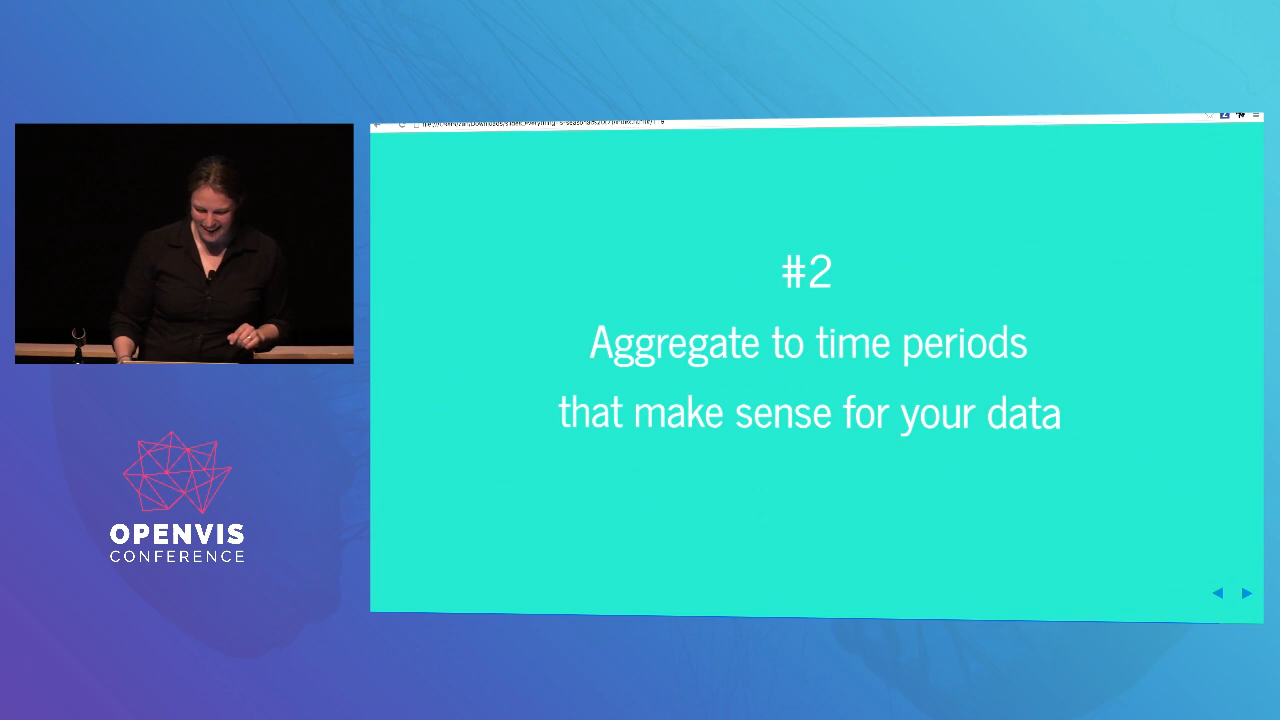 #2
Aggregate to time periods
that make sense for your data
OPENVIS
CONFERENCE